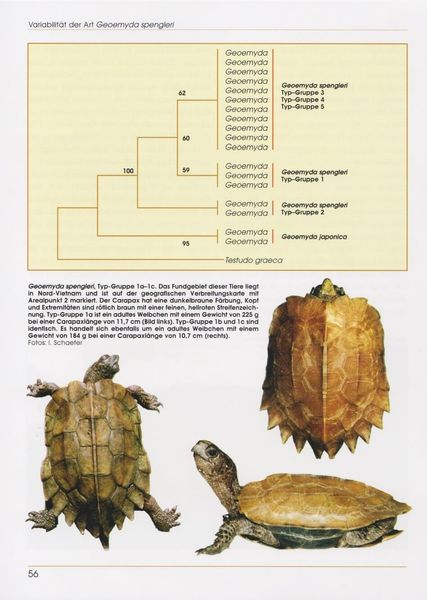 Variabilität der Art Geoemyda spengleri
Geoemyda
Geoemyda
Geoemyda
Geoemyda
62
Geoemyda
Geoemyda
Geoemyda
Geoemyda
Geoemyda
Geoemyda
Geoemyda
Geoemyda spengleri
Typ-Gruppe 3
Typ-Gruppe 4
Typ-Gruppe 5
60
100
59
Geoemyda
Geoemyda
Geoemyda
Geoemyda spengleri
Typ-Gruppe 1
Geoemyda
Geoemyda
Geoemyda spengleri
Typ-Gruppe 2
95
Geoemyda
Geoemyda
Geoemyda japonica
Testudo graeca
Geoemyda spengleri, Typ-Gruppe 1a–1c. Das Fundgebiet dieser Tiere liegt
in Nord-Vietnam und ist auf der geografischen Verbreitungskarte mit
Arealpunkt 2 markiert. Der Carapax hat eine dunkelbraune Färbung, Kopf
und Extremitäten sind rötlich braun mit einer feinen, hellroten Streifenzeich-
nung. Typ-Gruppe 1a ist ein adultes Weibchen mit einem Gewicht von 225 g
bei einer Carapaxlänge von 11,7 cm (Bild links). Typ-Gruppe 1b und 1c sind
identisch. Es handelt sich ebenfalls um ein adultes Weibchen mit einem
Gewicht von 184 g bei einer Carapaxlänge von 10,7 cm (rechts).
Fotos: I. Schaefer
56